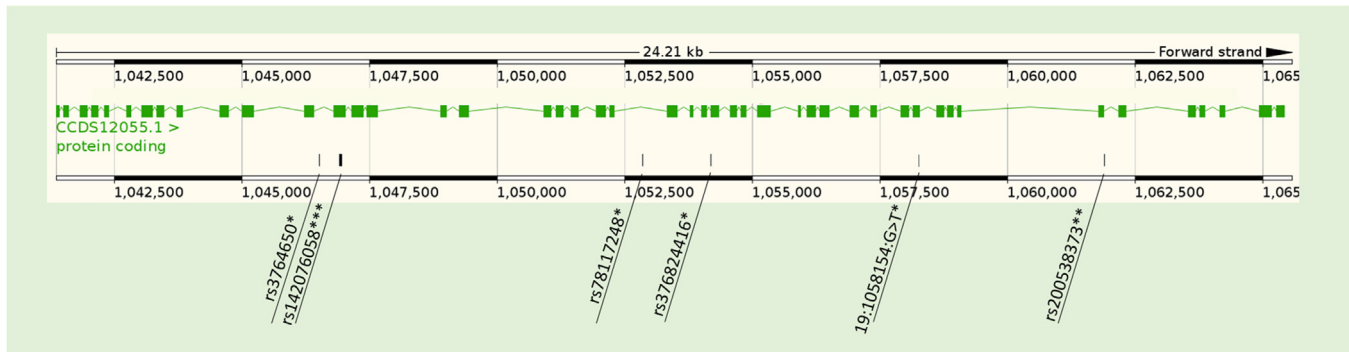 24.21 kb Forward strand
1,042,500 1,045,000 1,047,500 1,050,000 1,052,500 1,055,000 1,057,500 1,060,000 1,062,500 1,065
CCDS12055.1 >
protein coding
1,042,500 1,045,000 1,047,500 1,050,000 1,052,500 1,055,000 1,057,500 1,060,000 1,062,500 1,065
rs3764650*
rs142076058***
rs78117248*
rs376824416*
19:1058154:G>T*
rs200538373**